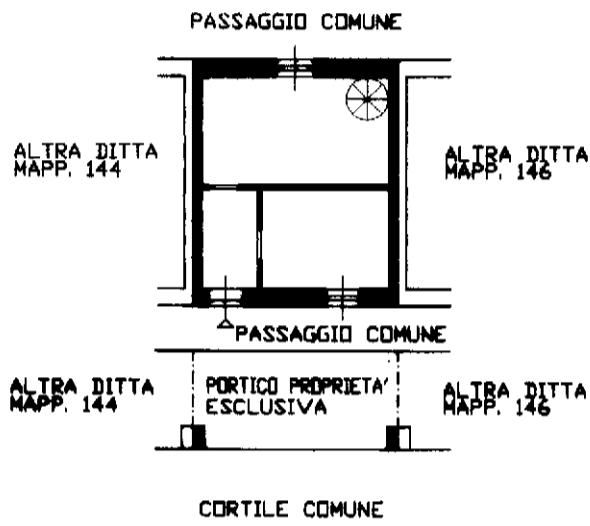 PASSAGGIO COMUNE
ALTRA DITTA
MAPP. 144
ALTRA DITTA
MAPP. 146
PASSAGGIO COMUNE
ALTRA DITTA
MAPP. 144
PORTICO PROPRIETA'
ESCLUSIVA
ALTRA DITTA
MAPP. 146
CORTILE COMUNE